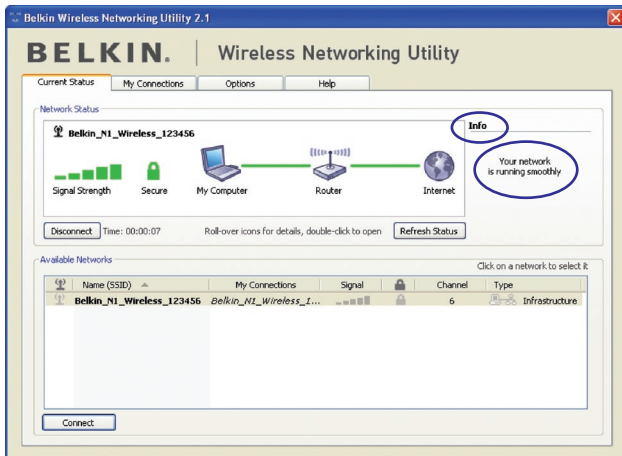 Belkin Wireless Networking Utility 2.1
BELKIN. | Wireless Networking Utility
Current Status My Connections Options Help
Network Status
Belkin_N1_Wireless_123456
Info
Your network
is running smoothly
Signal Strength Secure My Computer Router Internet
Disconnect Time: 00:00:07 Roll-over icons for details, double-click to open Refresh Status
Available Networks
Click on a network to select it
Name (SSID) My Connections Signal Channel Type
Belkin_N1_Wireless_123456 Belkin_N1_Wireless_1... 6 Infrastructure
Connect